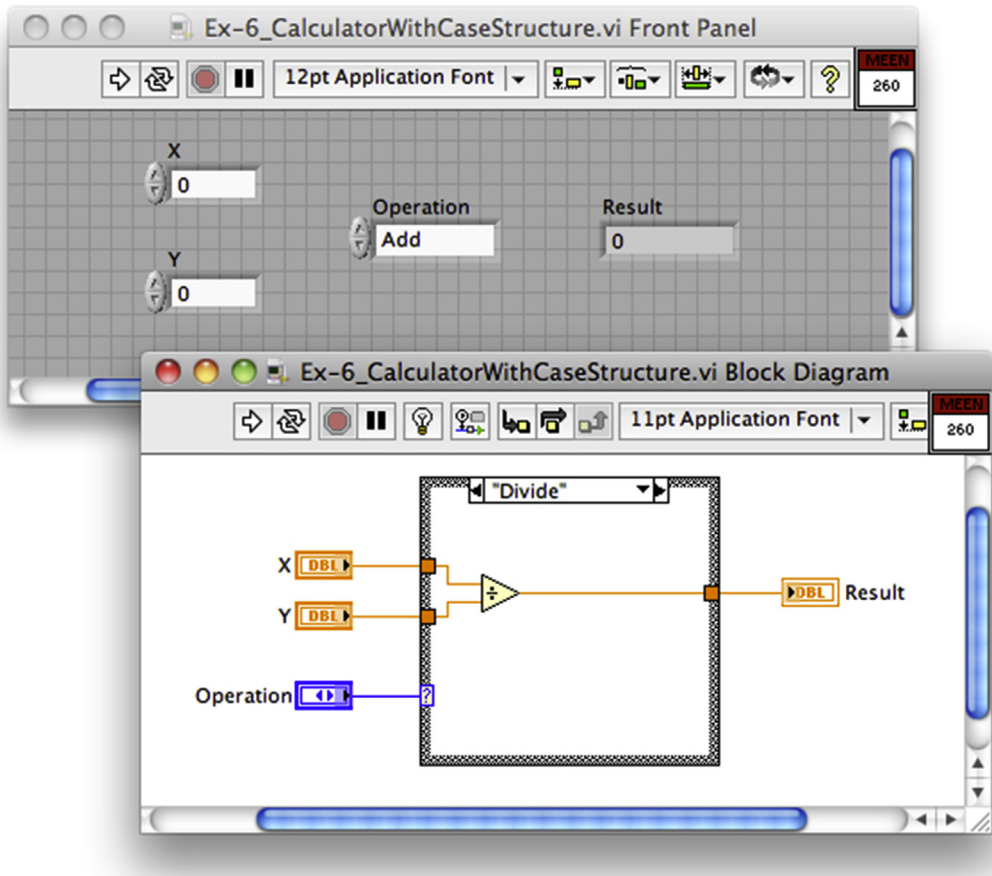 Ex-6_CalculatorWithCaseStructure.vi Front Panel
12pt Application Font
?
MEEN
260
X
0
Operation
Add
Result
0
Y
0
Ex-6_CalculatorWithCaseStructure.vi Block Diagram
11pt Application Font
MEEN
260
"Divide"
X DBL
÷
DBL Result
Y DBL
Operation
?